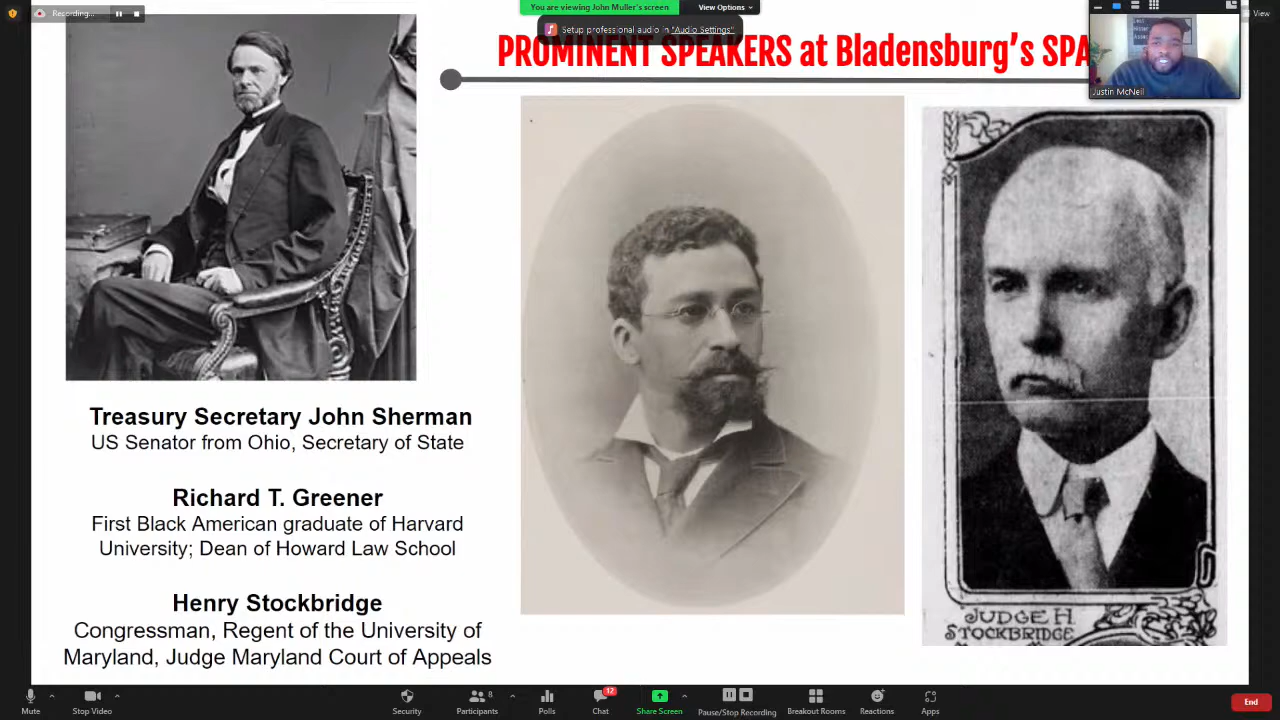 Recording...
You are viewing John Muller's screen
View Options
View
Setup professional audio in "Audio Settings"
PROMINENT SPEAKERS at Bladensburg's SPA
Justin McNeil
Treasury Secretary John Sherman
US Senator from Ohio, Secretary of State
Richard T. Greener
First Black American graduate of Harvard
University; Dean of Howard Law School
Henry Stockbridge
Congressman, Regent of the University of
Maryland, Judge Maryland Court of Appeals
JUDGE H.
STOCKBRIDGE
Mute
Stop Video
Security
Participants
8
Polls
Chat
12
Share Screen
Pause/Stop Recording
Breakout Rooms
Reactions
Apps
End